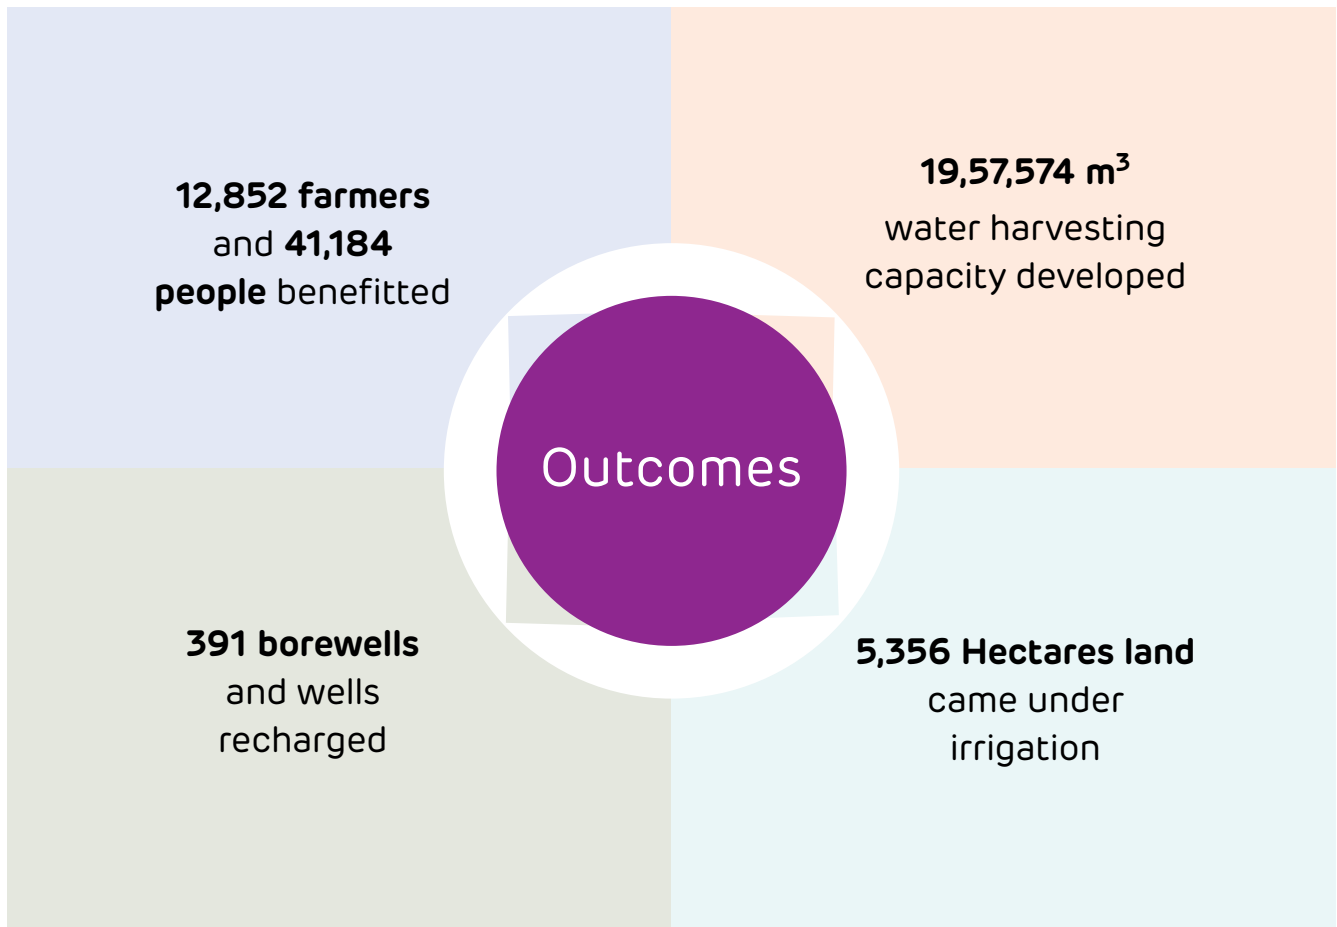 12,852 farmers
and 41,184
people benefitted
19,57,574 m³
water harvesting
capacity developed
Outcomes
391 borewells
and wells
recharged
5,356 Hectares land
came under
irrigation